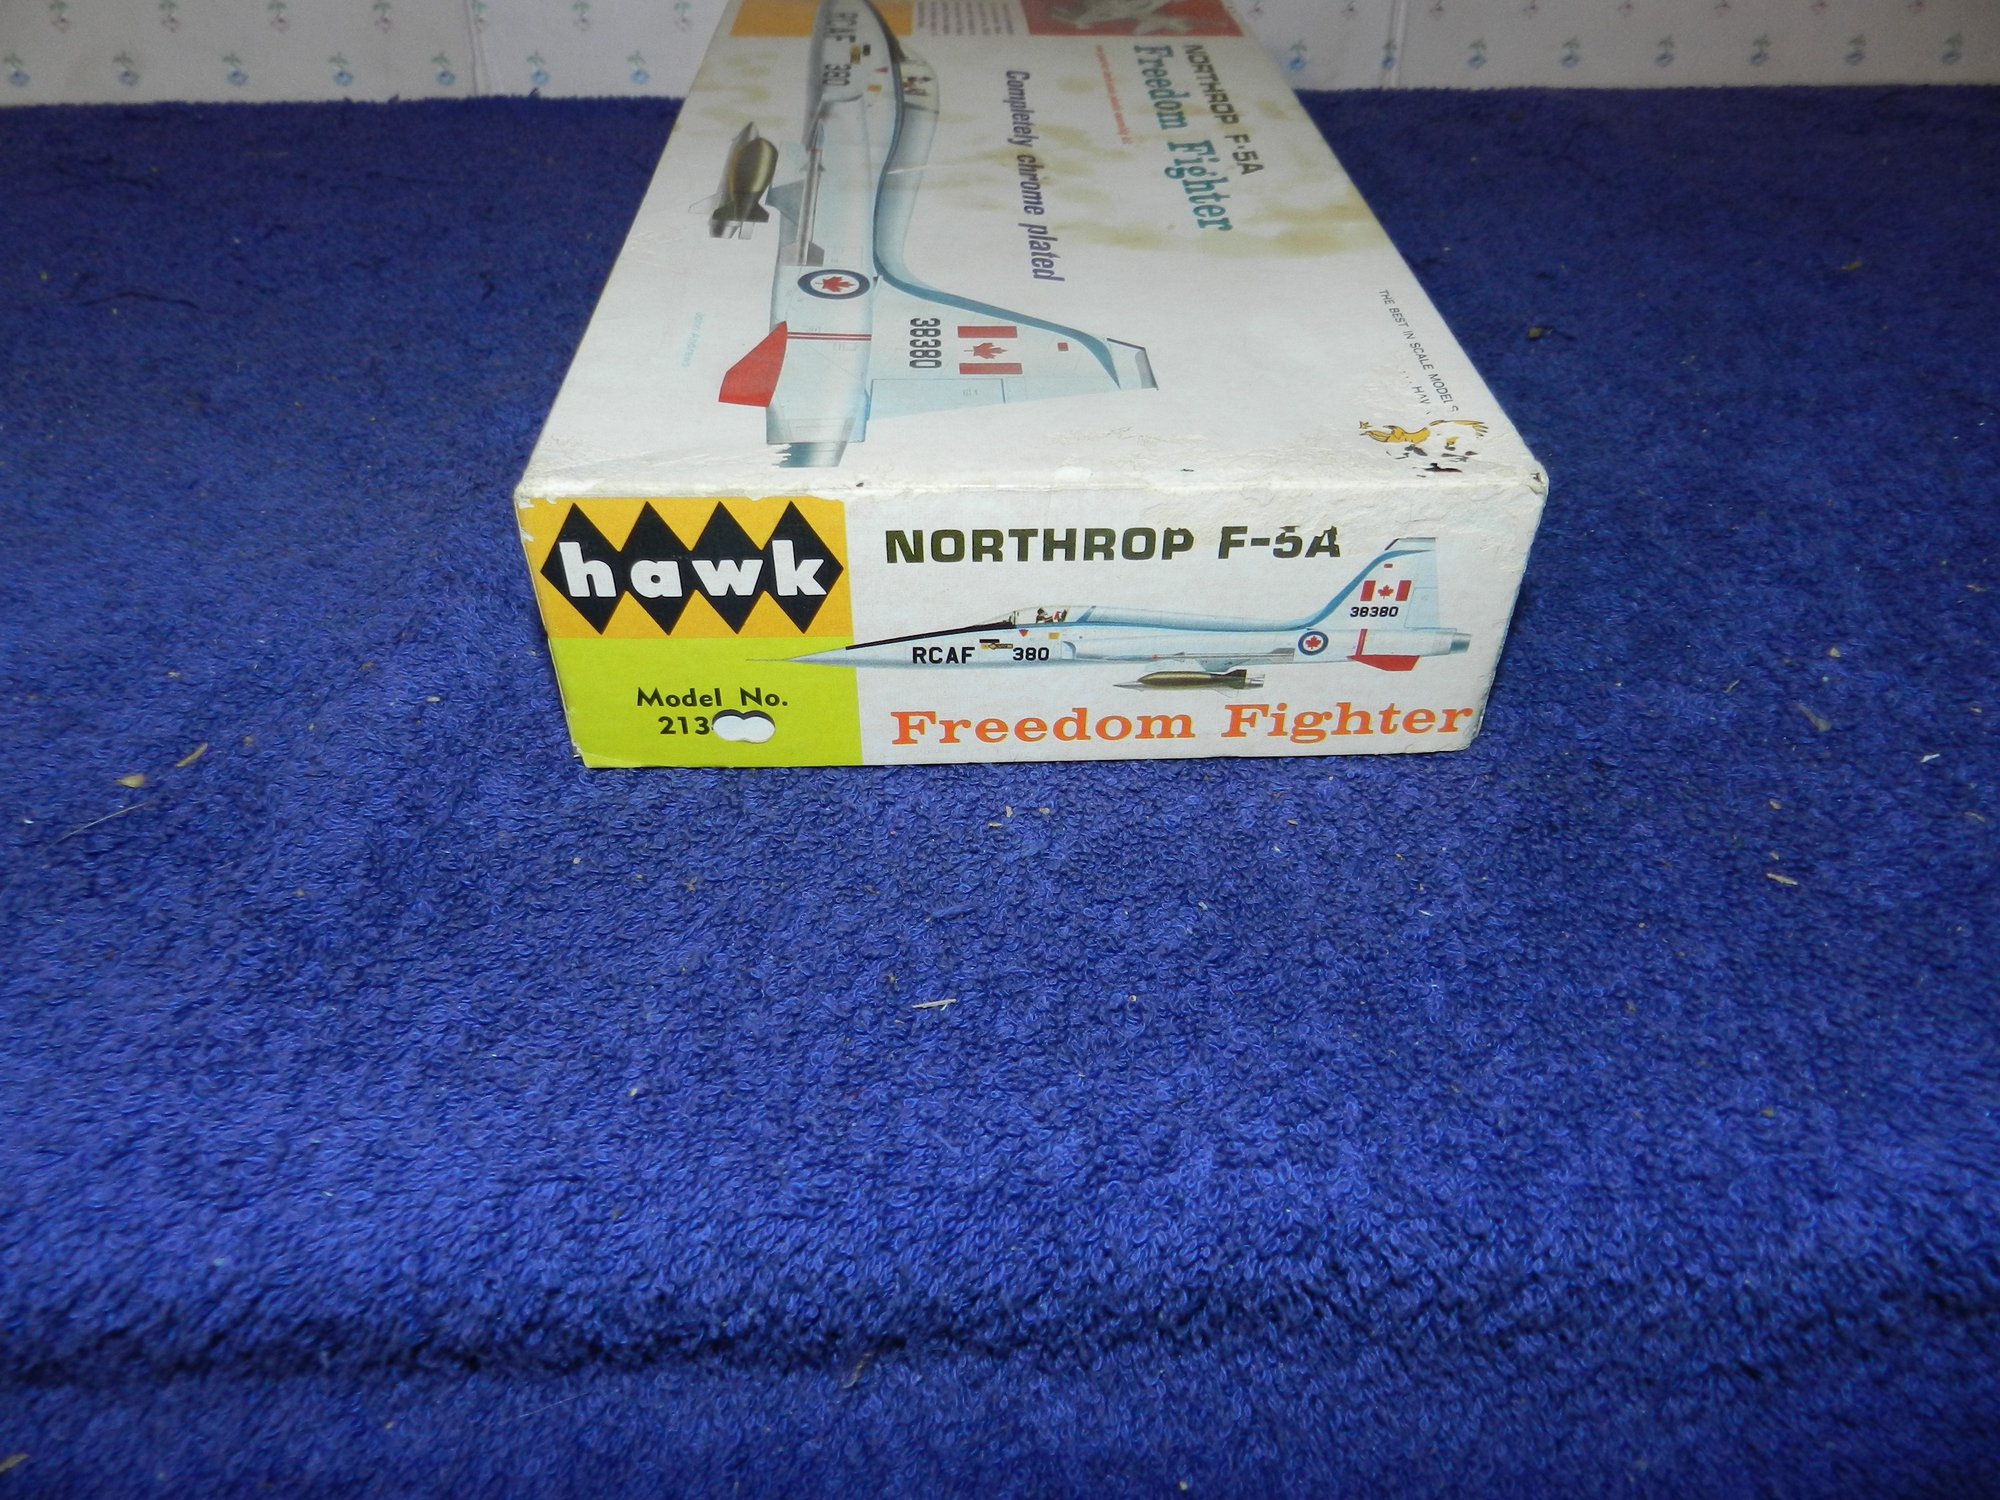 RCAF 380
NORTHROP F-5A
Freedom Fighter
Completely chrome plated
38380
THE BEST IN SCALE MODELS
hawk
NORTHROP F-5A
38380
RCAF 380
Model No.
213
Freedom Fighter